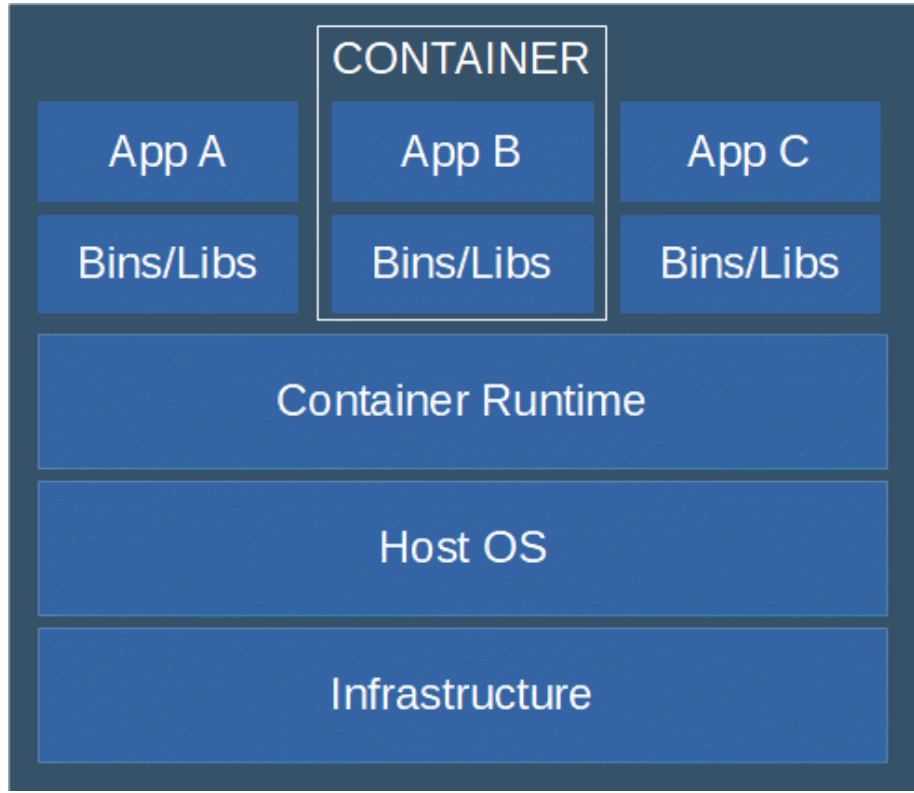 CONTAINER
App A
App B
App C
Bins/Libs
Bins/Libs
Bins/Libs
Container Runtime
Host OS
Infrastructure